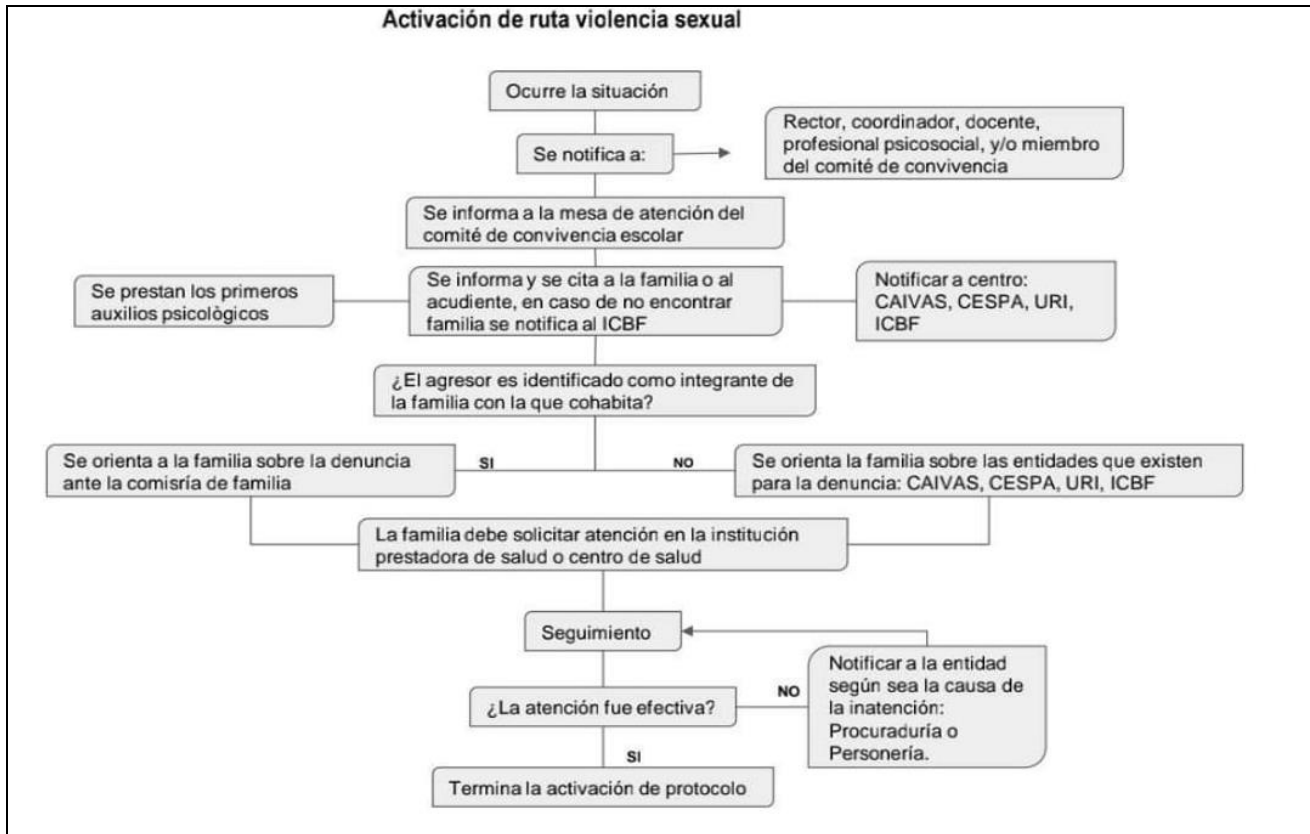 Activación de ruta violencia sexual
Ocurre la situación
Se notifica a:
Rector, coordinador, docente,
profesional psicosocial, y/o miembro
del comité de convivencia
Se informa a la mesa de atención del
comité de convivencia escolar
Se prestan los primeros
auxilios psicològicos
Se informa y se cita a la familia o al
acudiente, en caso de no encontrar
familia se notifica al ICBF
Notificar a centro:
CAIVAS, CESPA, URI,
ICBF
¿El agresor es identificado como integrante de
la familia con la que cohabita?
Se orienta a la familia sobre la denuncia
ante la comisría de familia
SI
NO
Se orienta la familia sobre las entidades que existen
para la denuncia: CAIVAS, CESPA, URI, ICBF
La familia debe solicitar atención en la institución
prestadora de salud o centro de salud
Seguimiento
¿La atención fue efectiva?
NO
Notificar a la entidad
según sea la causa de
la inatención:
Procuraduría o
Personería.
SI
Termina la activación de protocolo